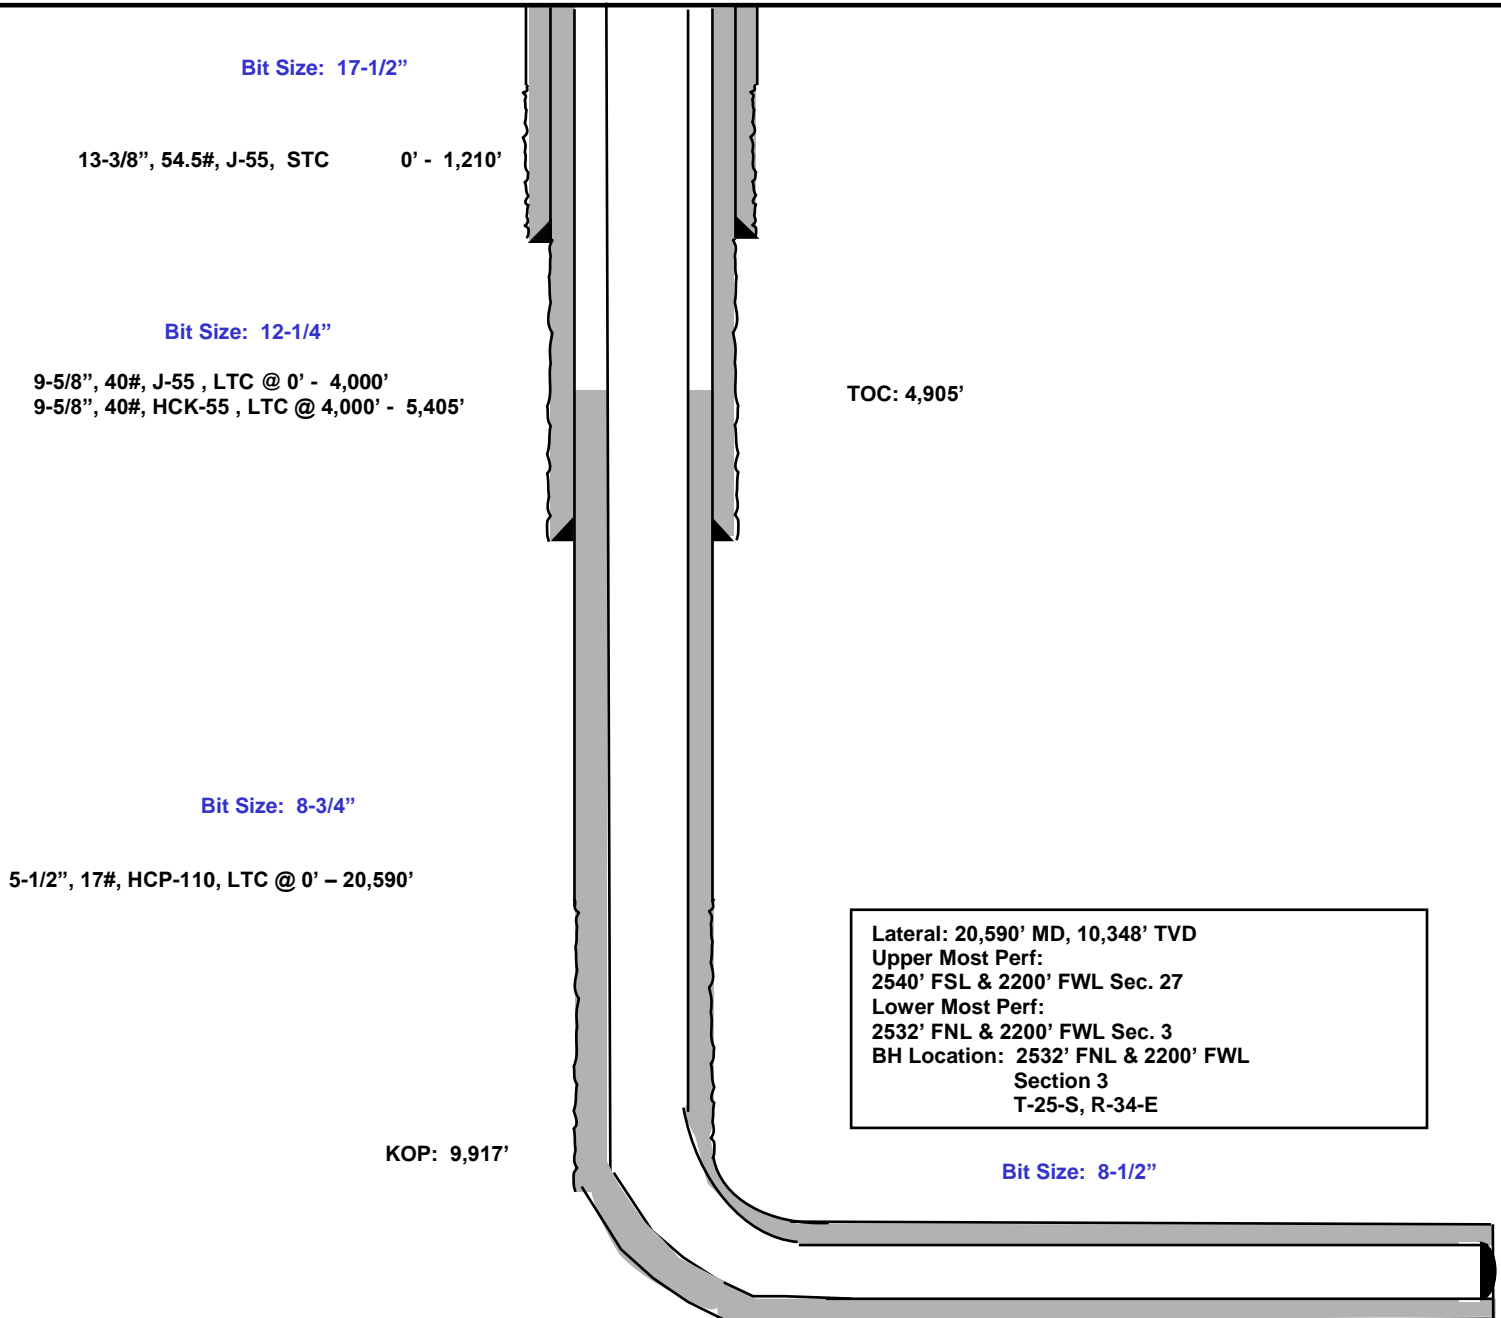 Bit Size: 17-1/2”
13-3/8”, 54.5#, J-55, STC 0’ - 1,210’
Bit Size: 12-1/4”
9-5/8”, 40#, J-55 , LTC @ 0’ - 4,000’
9-5/8”, 40#, HCK-55 , LTC @ 4,000’ - 5,405’
TOC: 4,905’
Bit Size: 8-3/4”
5-1/2”, 17#, HCP-110, LTC @ 0’ – 20,590’
Lateral: 20,590’ MD, 10,348’ TVD
Upper Most Perf:
2540’ FSL & 2200’ FWL Sec. 27
Lower Most Perf:
2532’ FNL & 2200’ FWL Sec. 3
BH Location: 2532’ FNL & 2200’ FWL
Section 3
T-25-S, R-34-E
KOP: 9,917’
Bit Size: 8-1/2”